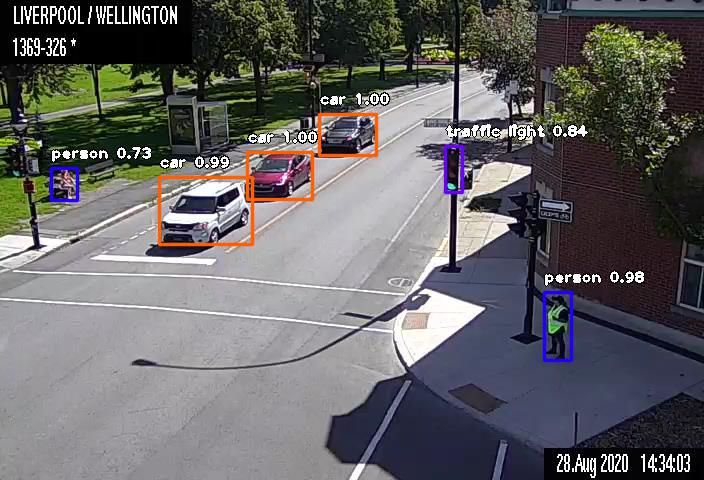 LIVERPOOL / WELLINGTON
1369-326 *
car 1.00
car 1.00
traffic light 0.84
person 0.73
car 0.99
person 0.98
28.Aug 2020 14:34:03